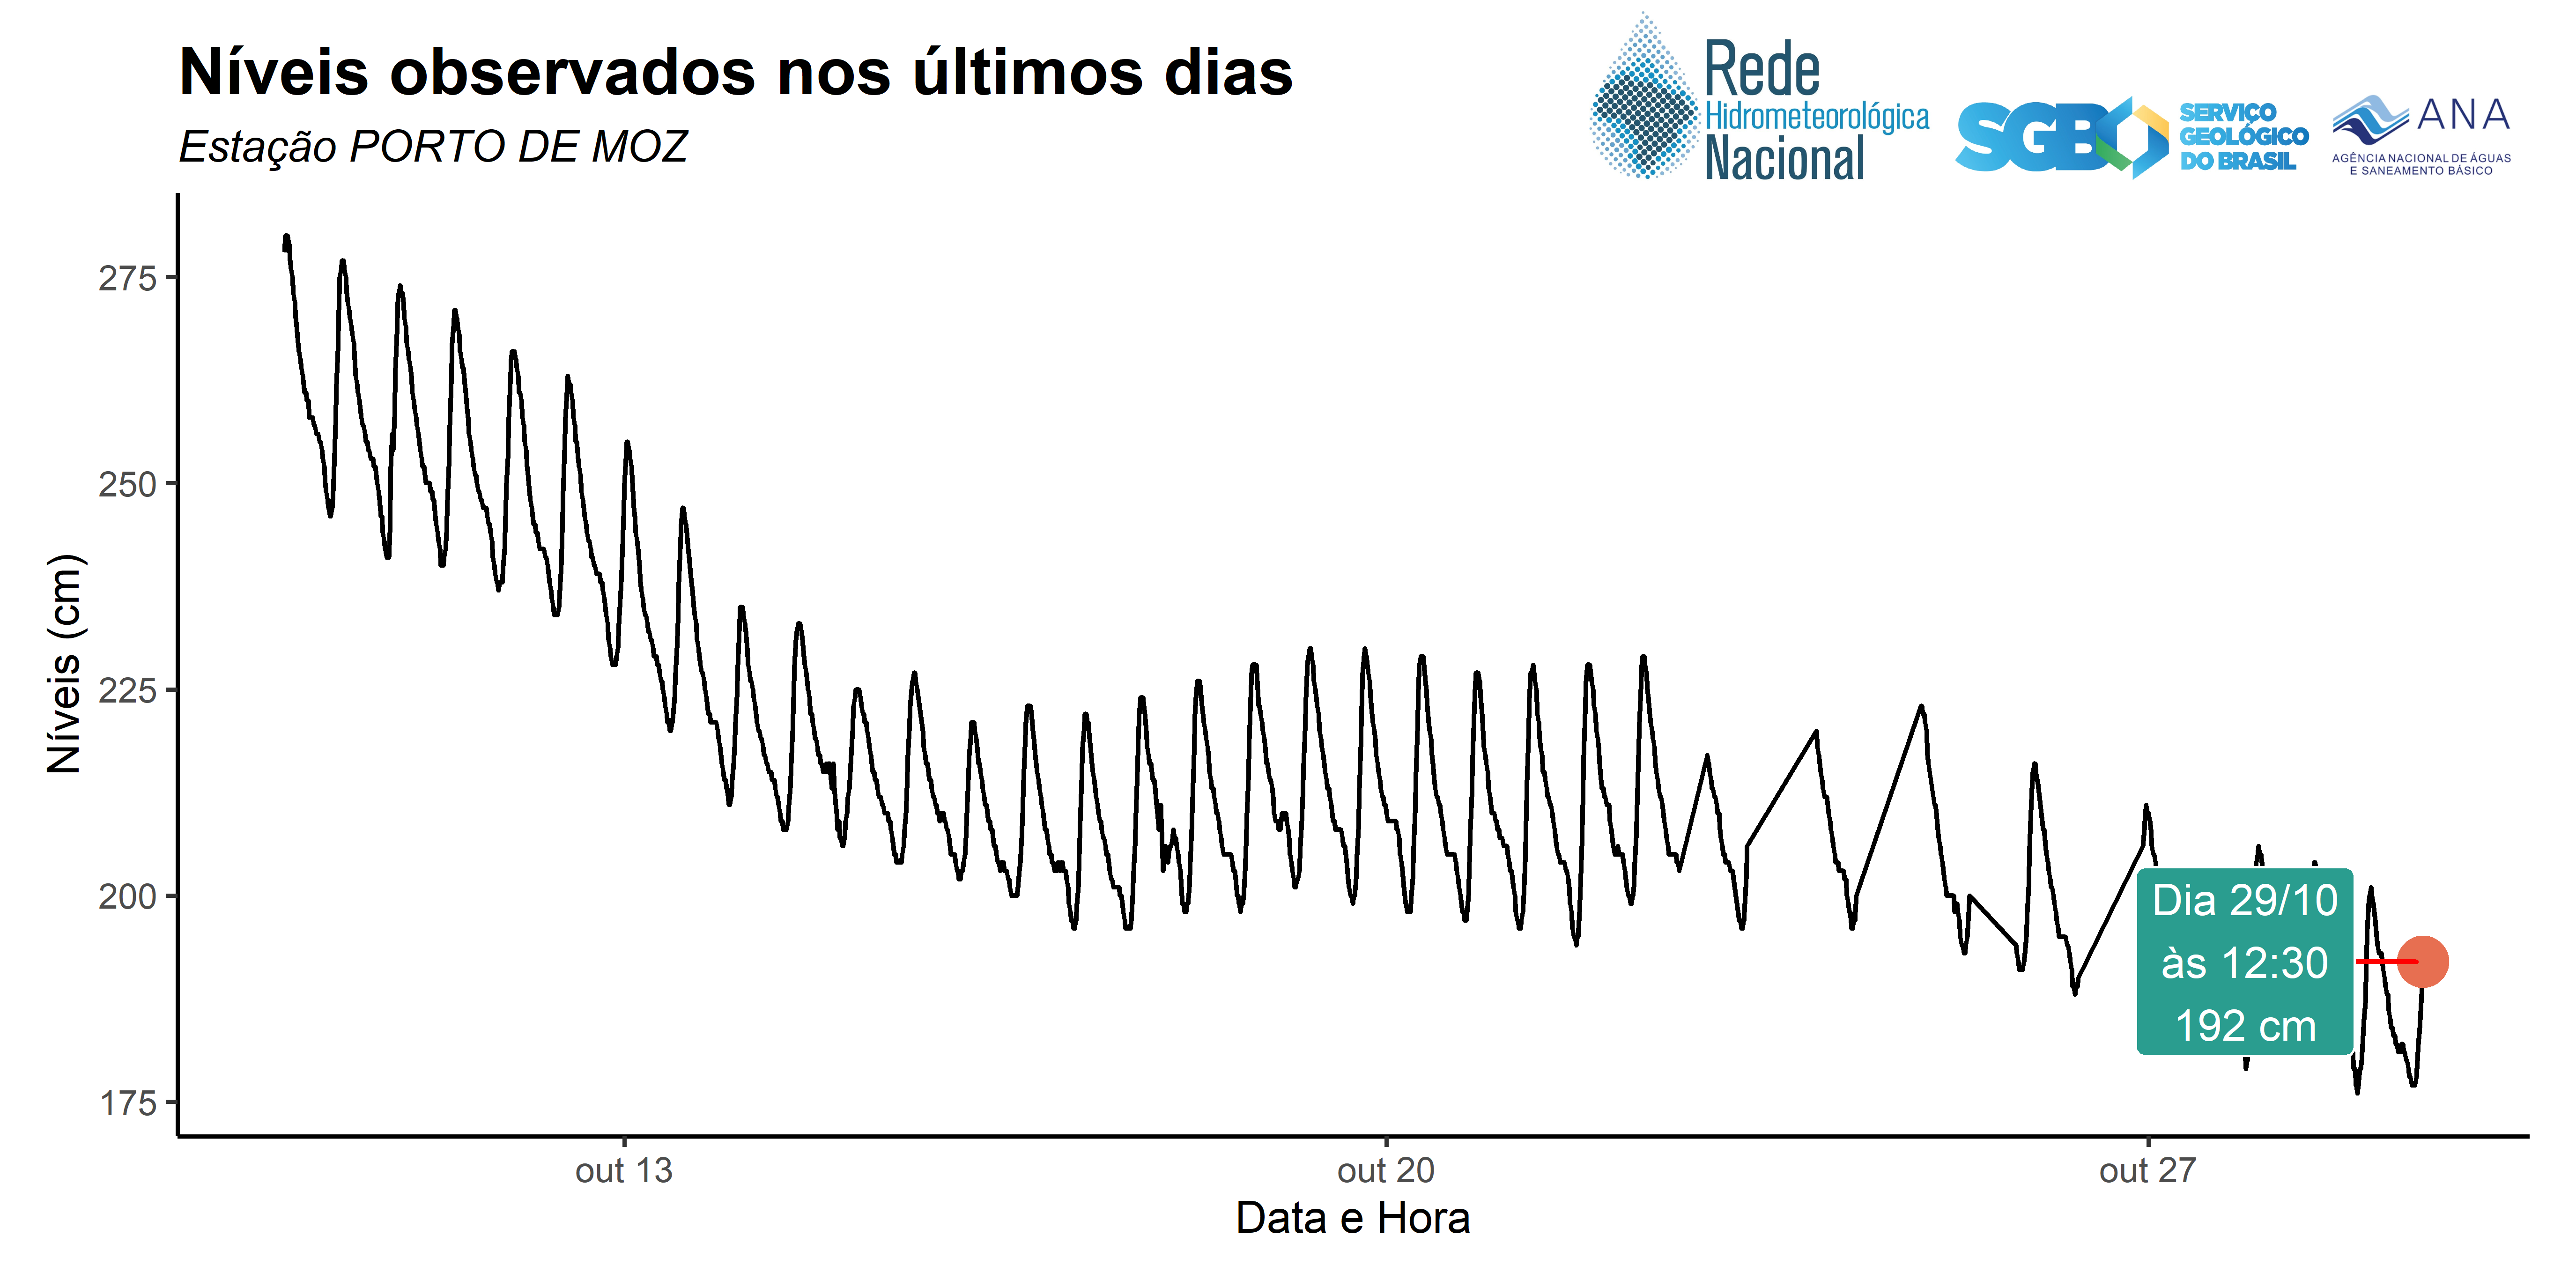 Níveis observados nos últimos dias
Estação PORTO DE MOZ
Rede
Hidrometeorológica
Nacional
SGB
SERVIÇO
GEOLÓGICO
DO BRASIL
ANA
AGÊNCIA NACIONAL DE ÁGUAS
E SANEAMENTO BÁSICO
Níveis (cm)
275
250
225
200
175
Dia 29/10
às 12:30
192 cm
out 13
out 20
out 27
Data e Hora